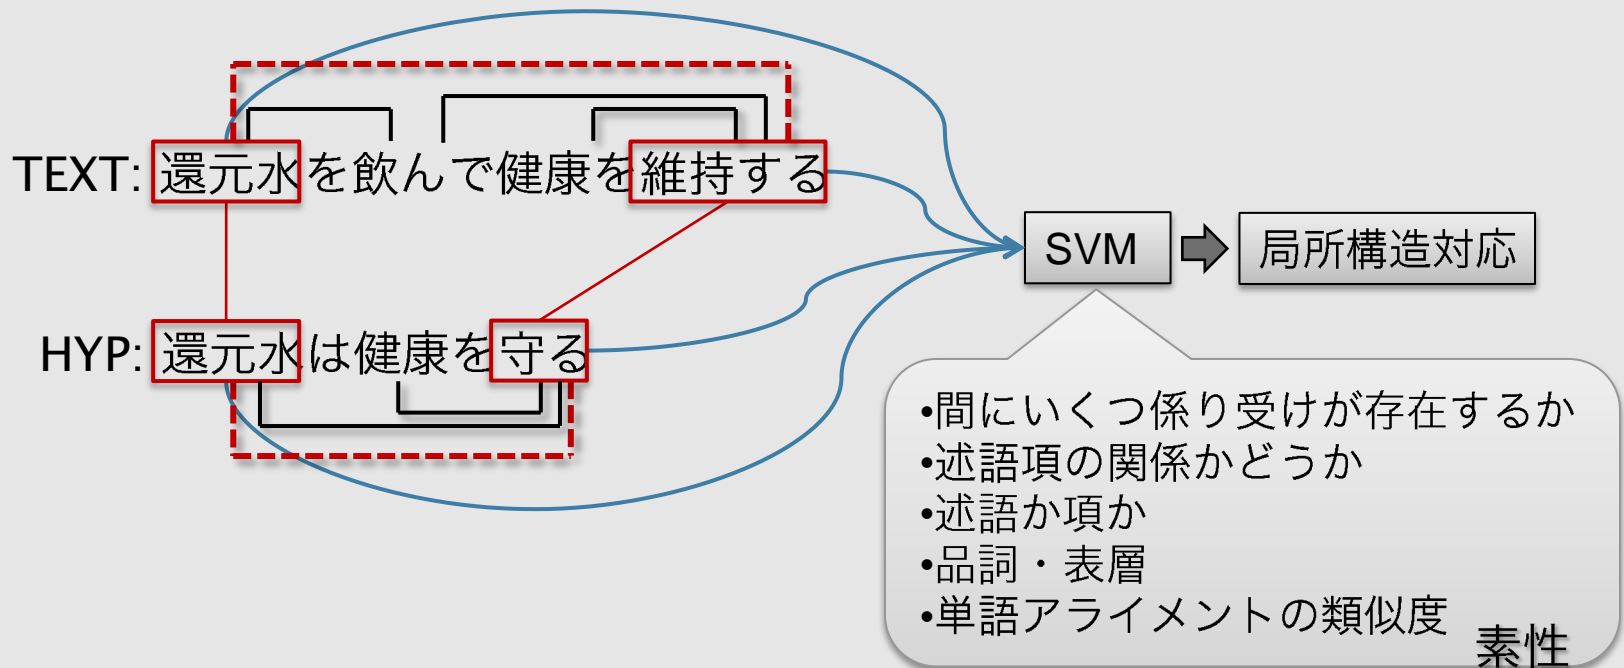 TEXT: 還元水を飲んで健康を維持する
SVM
局所構造対応
HYP: 還元水は健康を守る
•間にいくつ係り受けが存在するか
•述語項の関係かどうか
•述語か項か
•品詞・表層
•単語アライメントの類似度
素性